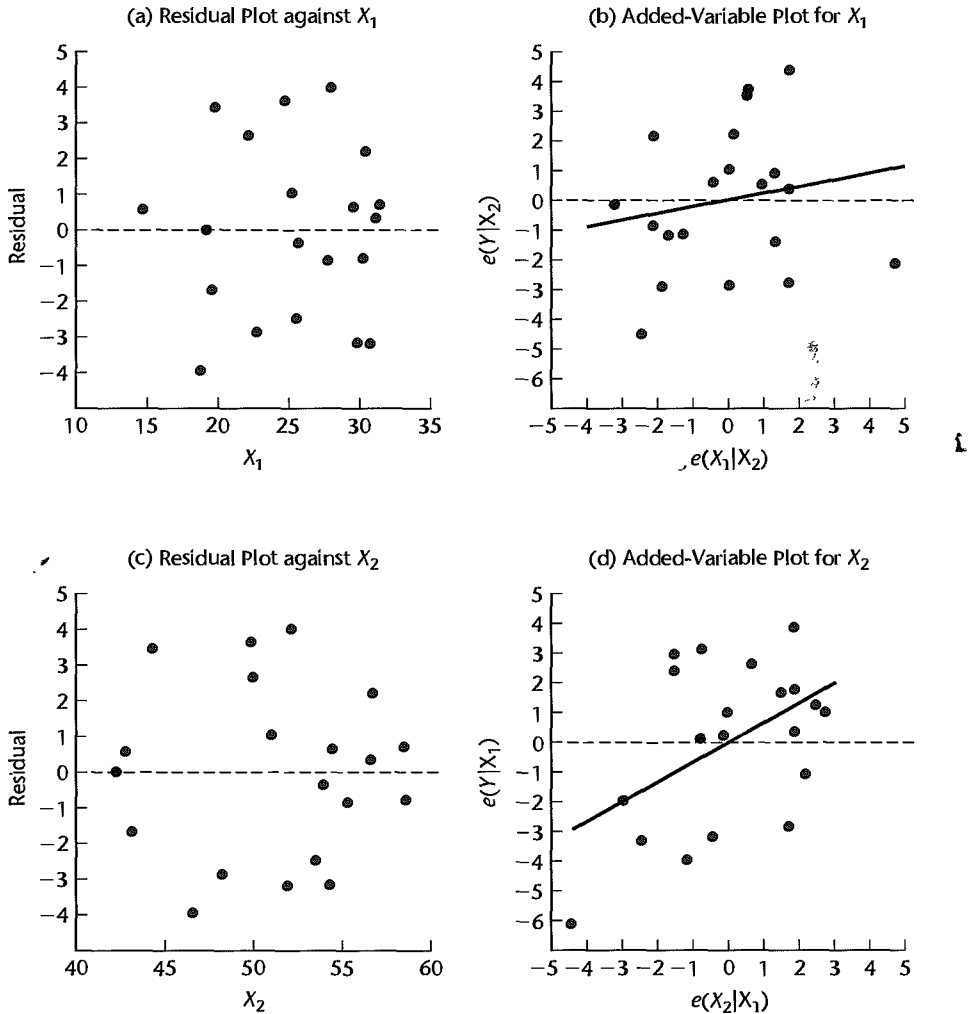 (a) Residual Plot against X₁
5
4
3
2
1
0
−1
−2
−3
−4
Residual
10 15 20 25 30 35
X₁
(b) Added-Variable Plot for X₁
5
4
3
2
1
0
−1
−2
−3
−4
−5
−6
e(Y|X₂)
−5 −4 −3 −2 −1 0 1 2 3 4 5
e(X₁|X₂)
(c) Residual Plot against X₂
5
4
3
2
1
0
−1
−2
−3
−4
Residual
40 45 50 55 60
X₂
(d) Added-Variable Plot for X₂
5
4
3
2
1
0
−1
−2
−3
−4
−5
−6
e(Y|X₁)
−5 −4 −3 −2 −1 0 1 2 3 4 5
e(X₂|X₁)